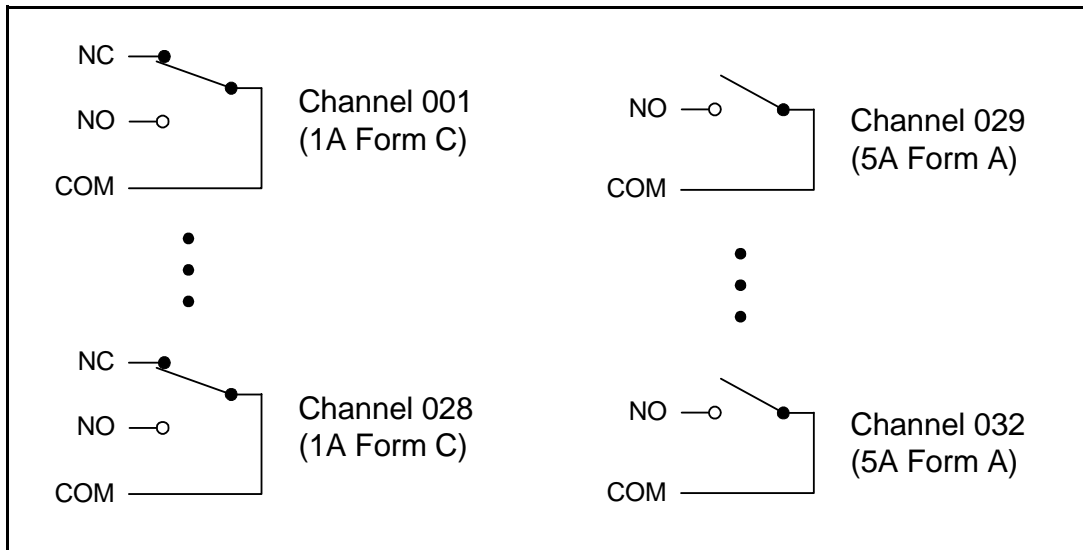 NC
NO
COM
Channel 001
(1A Form C)
NO
COM
Channel 029
(5A Form A)
NC
NO
COM
Channel 028
(1A Form C)
NO
COM
Channel 032
(5A Form A)